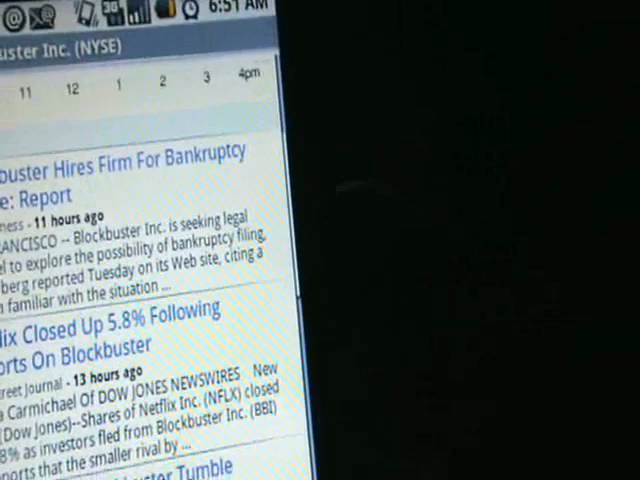 3G 6:51 AM
uster Inc. (NYSE)
11 12 1 2 3 4pm
buster Hires Firm For Bankruptcy
e: Report
ness - 11 hours ago
ANCISCO -- Blockbuster Inc. is seeking legal
el to explore the possibility of bankruptcy filing,
berg reported Tuesday on its Web site, citing a
n familiar with the situation ...
lix Closed Up 5.8% Following
orts On Blockbuster
reet Journal - 13 hours ago
a Carmichael Of DOW JONES NEWSWIRES New
(Dow Jones)--Shares of Netflix Inc. (NFLX) closed
8% as investors fled from Blockbuster Inc. (BBI)
ports that the smaller rival by ...
uster Tumble